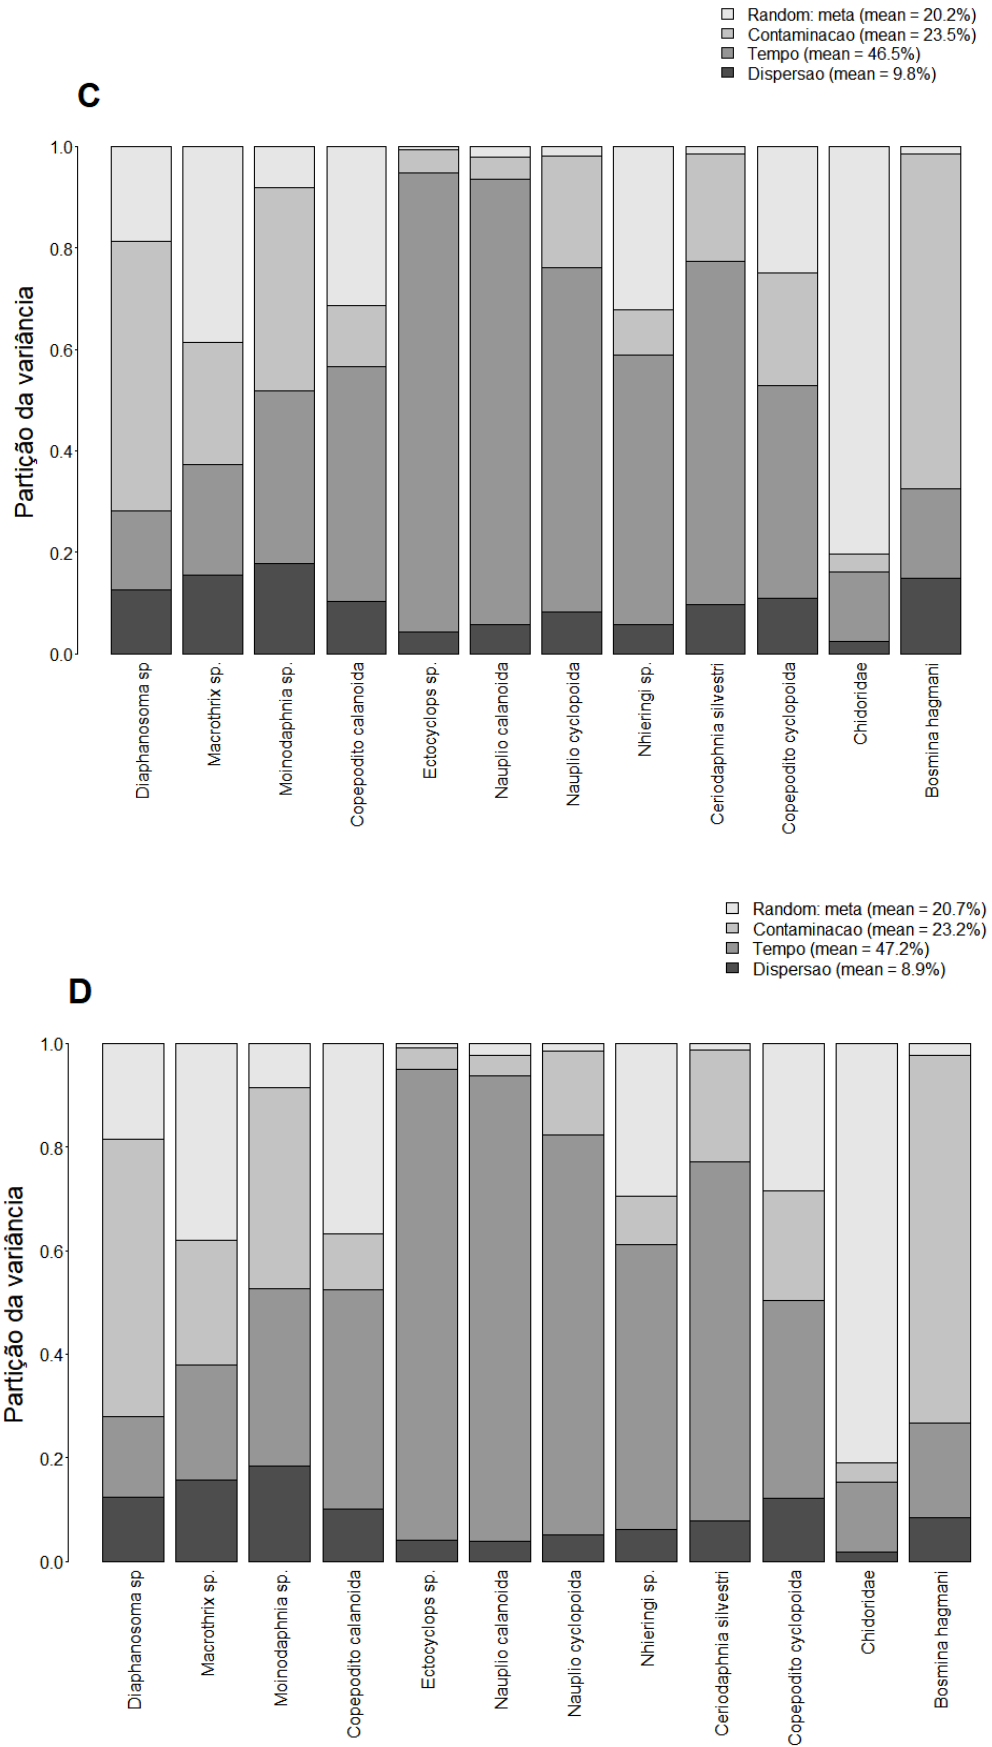 Random: meta (mean = 20.2%)
Contaminacao (mean = 23.5%)
Tempo (mean = 46.5%)
Dispersao (mean = 9.8%)
C
Partição da variância
1.0
0.8
0.6
0.4
0.2
0.0
Diaphanosoma sp
Macrothrix sp.
Moinodaphnia sp.
Copepodito calanoida
Ectocyclops sp.
Nauplio calanoida
Nauplio cyclopoida
Nhieringi sp.
Ceriodaphnia silvestri
Copepodito cyclopoida
Chidoridae
Bosmina hagmani
Random: meta (mean = 20.7%)
Contaminacao (mean = 23.2%)
Tempo (mean = 47.2%)
Dispersao (mean = 8.9%)
D
Partição da variância
1.0
0.8
0.6
0.4
0.2
0.0
Diaphanosoma sp
Macrothrix sp.
Moinodaphnia sp.
Copepodito calanoida
Ectocyclops sp.
Nauplio calanoida
Nauplio cyclopoida
Nhieringi sp.
Ceriodaphnia silvestri
Copepodito cyclopoida
Chidoridae
Bosmina hagmani